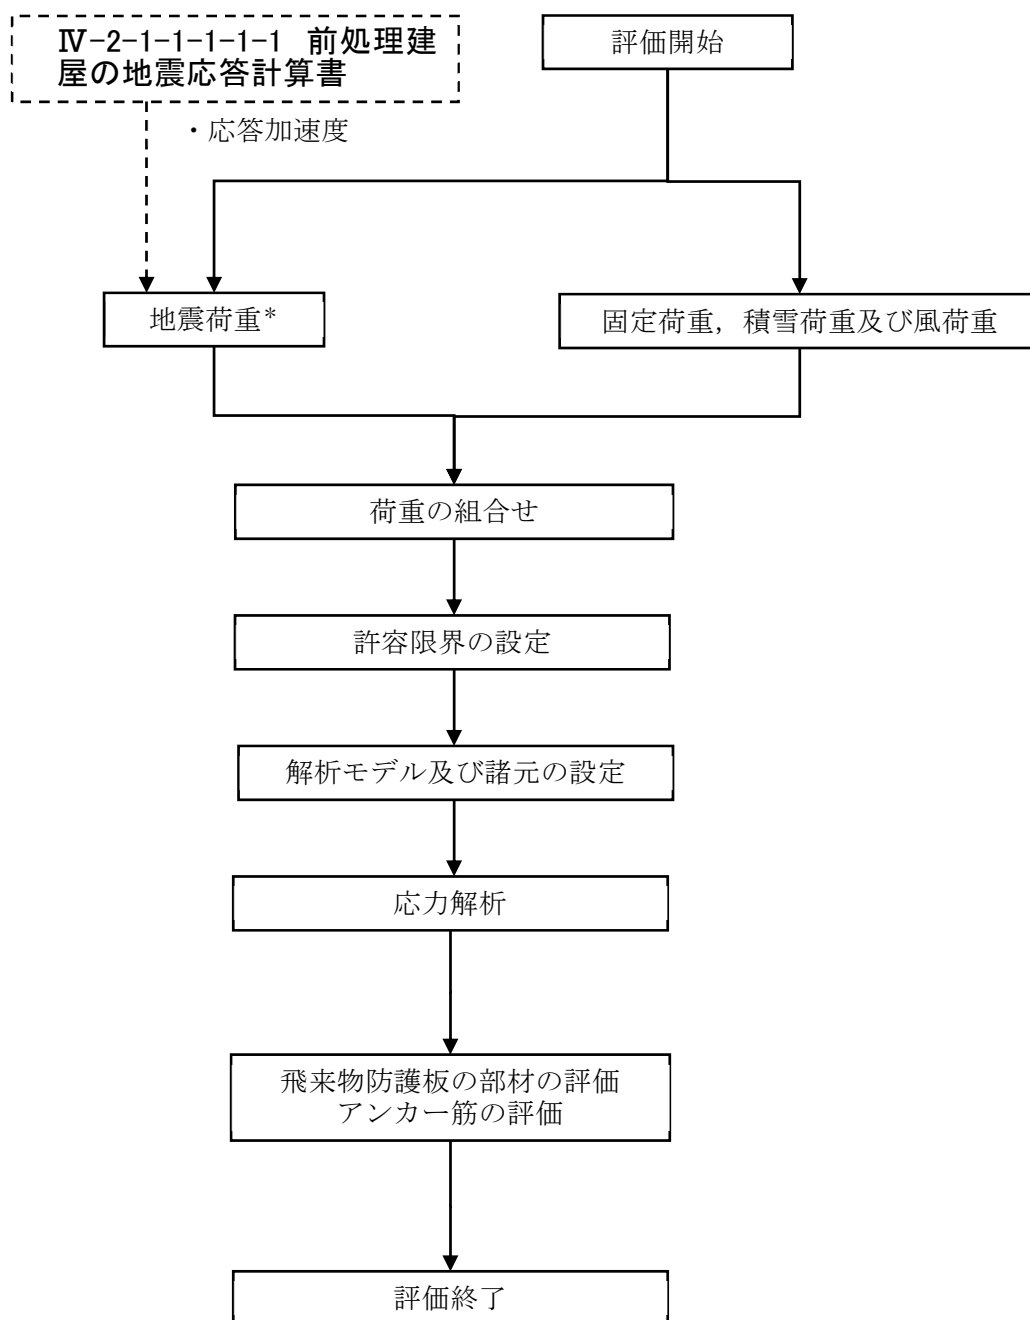 Ⅳ-2-1-1-1-1-1 前処理建
屋の地震応答計算書
評価開始
・応答加速度
地震荷重*
固定荷重，積雪荷重及び風荷重
荷重の組合せ
許容限界の設定
解析モデル及び諸元の設定
応力解析
飛来物防護板の部材の評価
アンカー筋の評価
評価終了